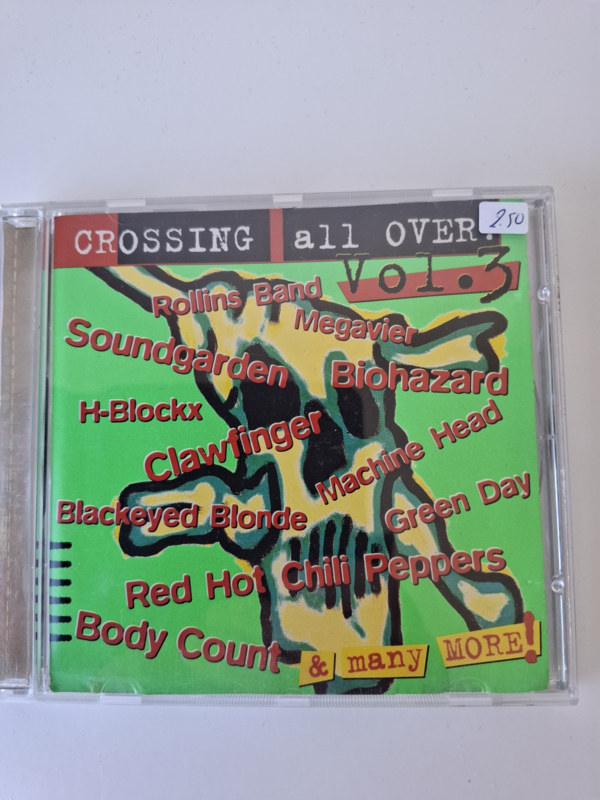 2.50
CROSSING all OVER!
Vol.3
Rollins Band
Megavier
Soundgarden
Biohazard
H-Blockx
Clawfinger
Machine Head
Blackeyed Blonde
Green Day
Red Hot Chili Peppers
Body Count
& many MORE!